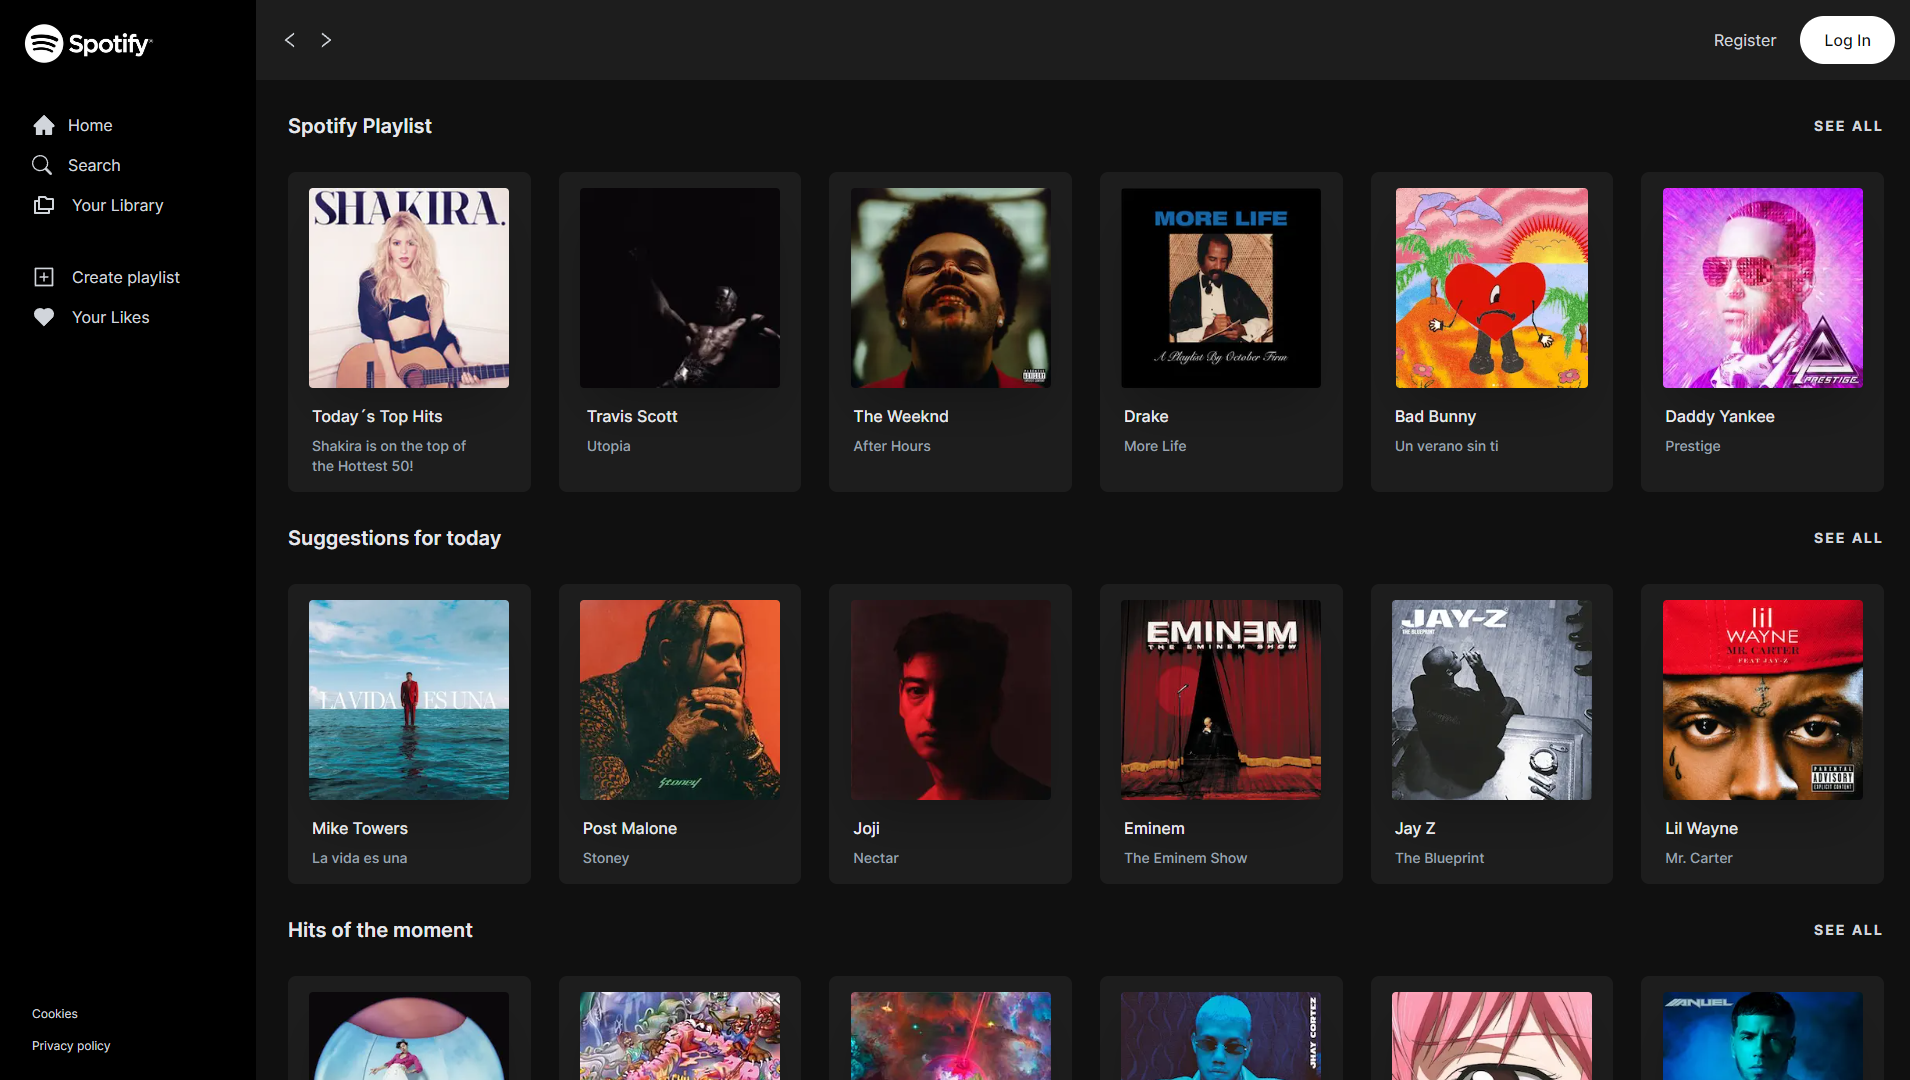 Spotify
Home
Search
Your Library
Create playlist
Your Likes
Cookies
Privacy policy
Register
Log In
Spotify Playlist
SEE ALL
SHAKIRA.
MORE LIFE
A Playlist By October Firm
PRESTIGE
Today´s Top Hits
Shakira is on the top of
the Hottest 50!
Travis Scott
Utopia
The Weeknd
After Hours
Drake
More Life
Bad Bunny
Un verano sin ti
Daddy Yankee
Prestige
Suggestions for today
SEE ALL
LA VIDA ES UNA
Stoney
EMINƎM
THE EMINEM SHOW
JAY-Z
THE BLUEPRINT
lil
WAYNE
MR. CARTER
FEAT JAY-Z
PARENTAL
ADVISORY
EXPLICIT CONTENT
Mike Towers
La vida es una
Post Malone
Stoney
Joji
Nectar
Eminem
The Eminem Show
Jay Z
The Blueprint
Lil Wayne
Mr. Carter
Hits of the moment
SEE ALL
JHAY CORTEZ
MANUEL